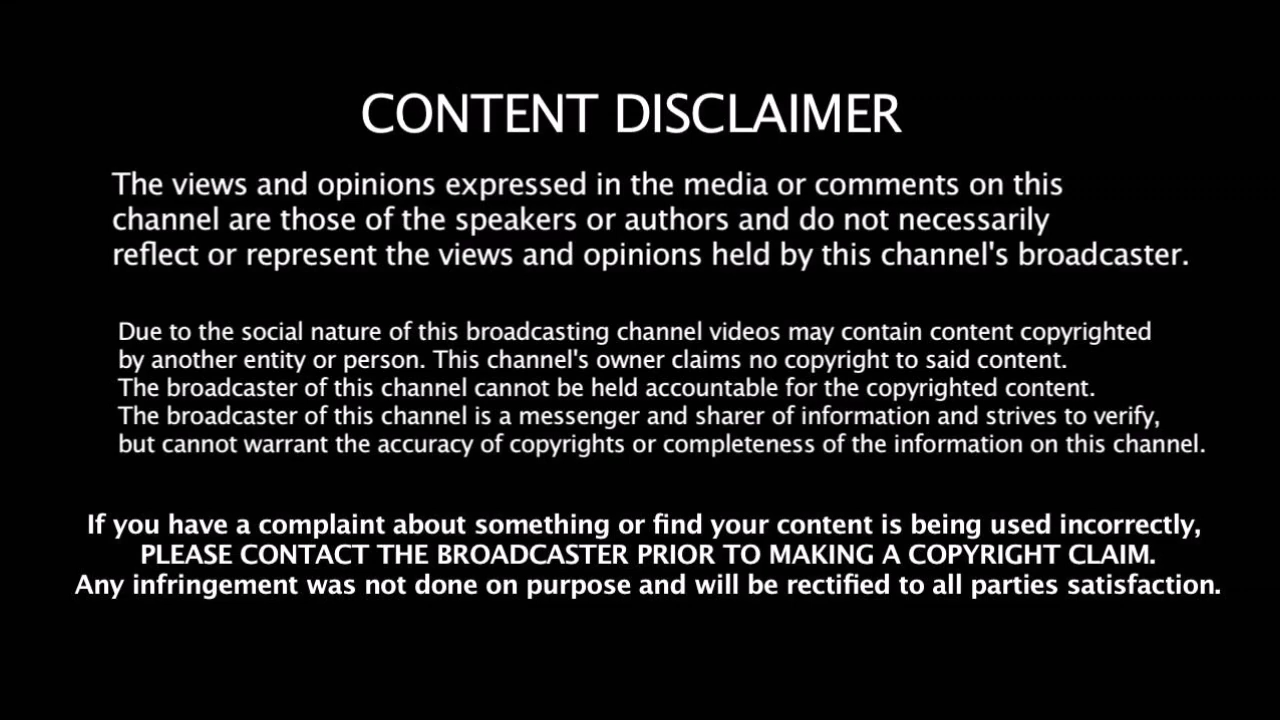 CONTENT DISCLAIMER
The views and opinions expressed in the media or comments on this
channel are those of the speakers or authors and do not necessarily
reflect or represent the views and opinions held by this channel's broadcaster.
Due to the social nature of this broadcasting channel videos may contain content copyrighted
by another entity or person. This channel's owner claims no copyright to said content.
The broadcaster of this channel cannot be held accountable for the copyrighted content.
The broadcaster of this channel is a messenger and sharer of information and strives to verify,
but cannot warrant the accuracy of copyrights or completeness of the information on this channel.
If you have a complaint about something or find your content is being used incorrectly,
PLEASE CONTACT THE BROADCASTER PRIOR TO MAKING A COPYRIGHT CLAIM.
Any infringement was not done on purpose and will be rectified to all parties satisfaction.